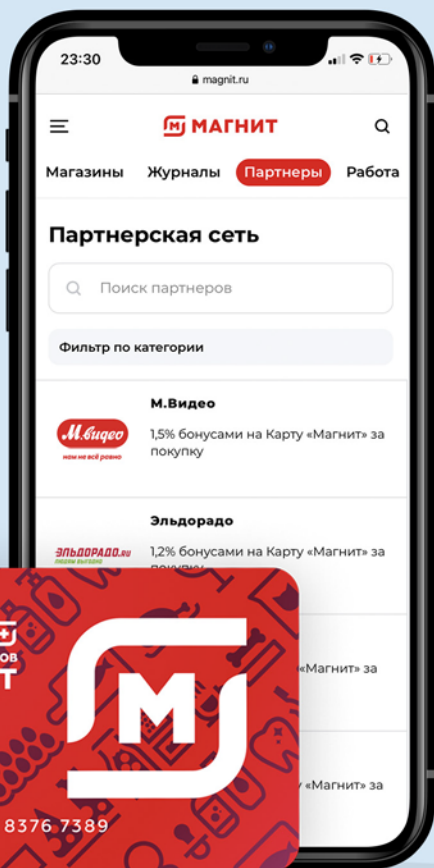 23:30
magnit.ru
МАГНИТ
Магазины Журналы Партнеры Работа
Партнерская сеть
Поиск партнеров
Фильтр по категории
М.Видео
М.видео
нам не всё равно
1,5% бонусами на Карту «Магнит» за
покупку
Эльдорадо
ЭЛЬДОРАДО.RU
1,2% бонусами на Карту «Магнит» за
покупку
«Магнит» за
«Магнит» за
М
8376 7389